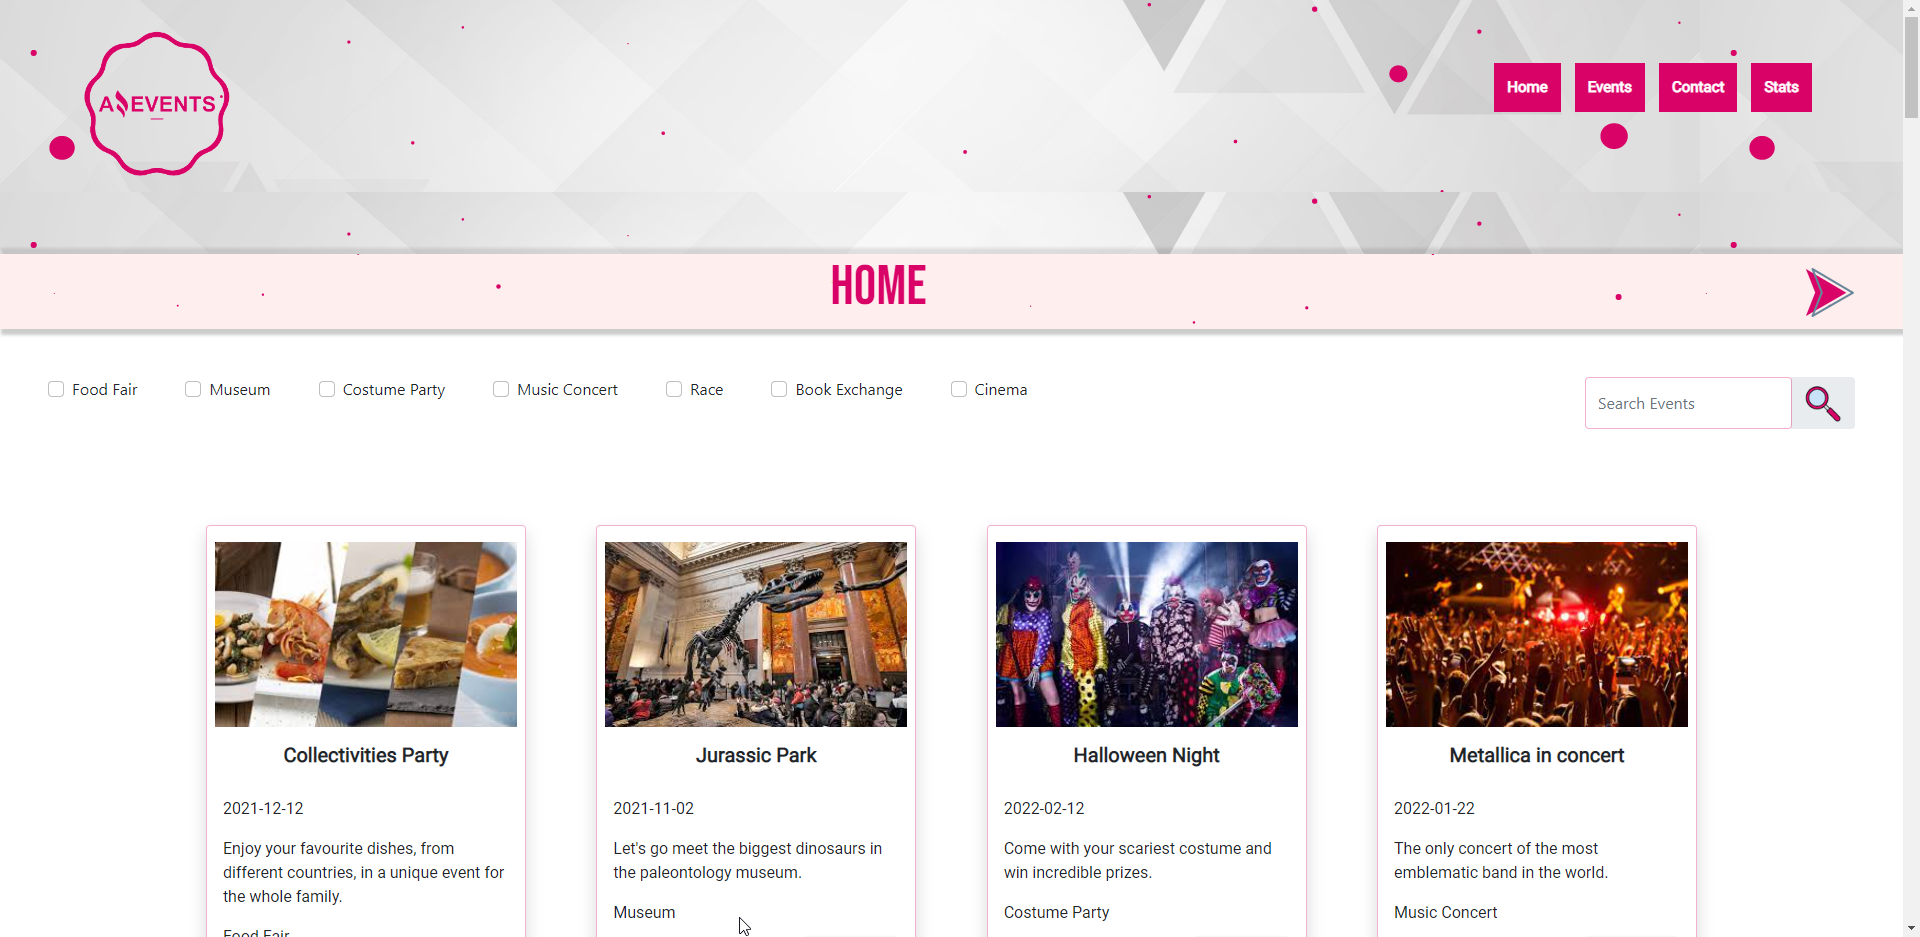 A EVENTS
Home
Events
Contact
Stats
HOME
Food Fair
Museum
Costume Party
Music Concert
Race
Book Exchange
Cinema
Search Events
Collectivities Party
2021-12-12
Enjoy your favourite dishes, from
different countries, in a unique event for
the whole family.
Food Fair
Jurassic Park
2021-11-02
Let's go meet the biggest dinosaurs in
the paleontology museum.
Museum
Halloween Night
2022-02-12
Come with your scariest costume and
win incredible prizes.
Costume Party
Metallica in concert
2022-01-22
The only concert of the most
emblematic band in the world.
Music Concert